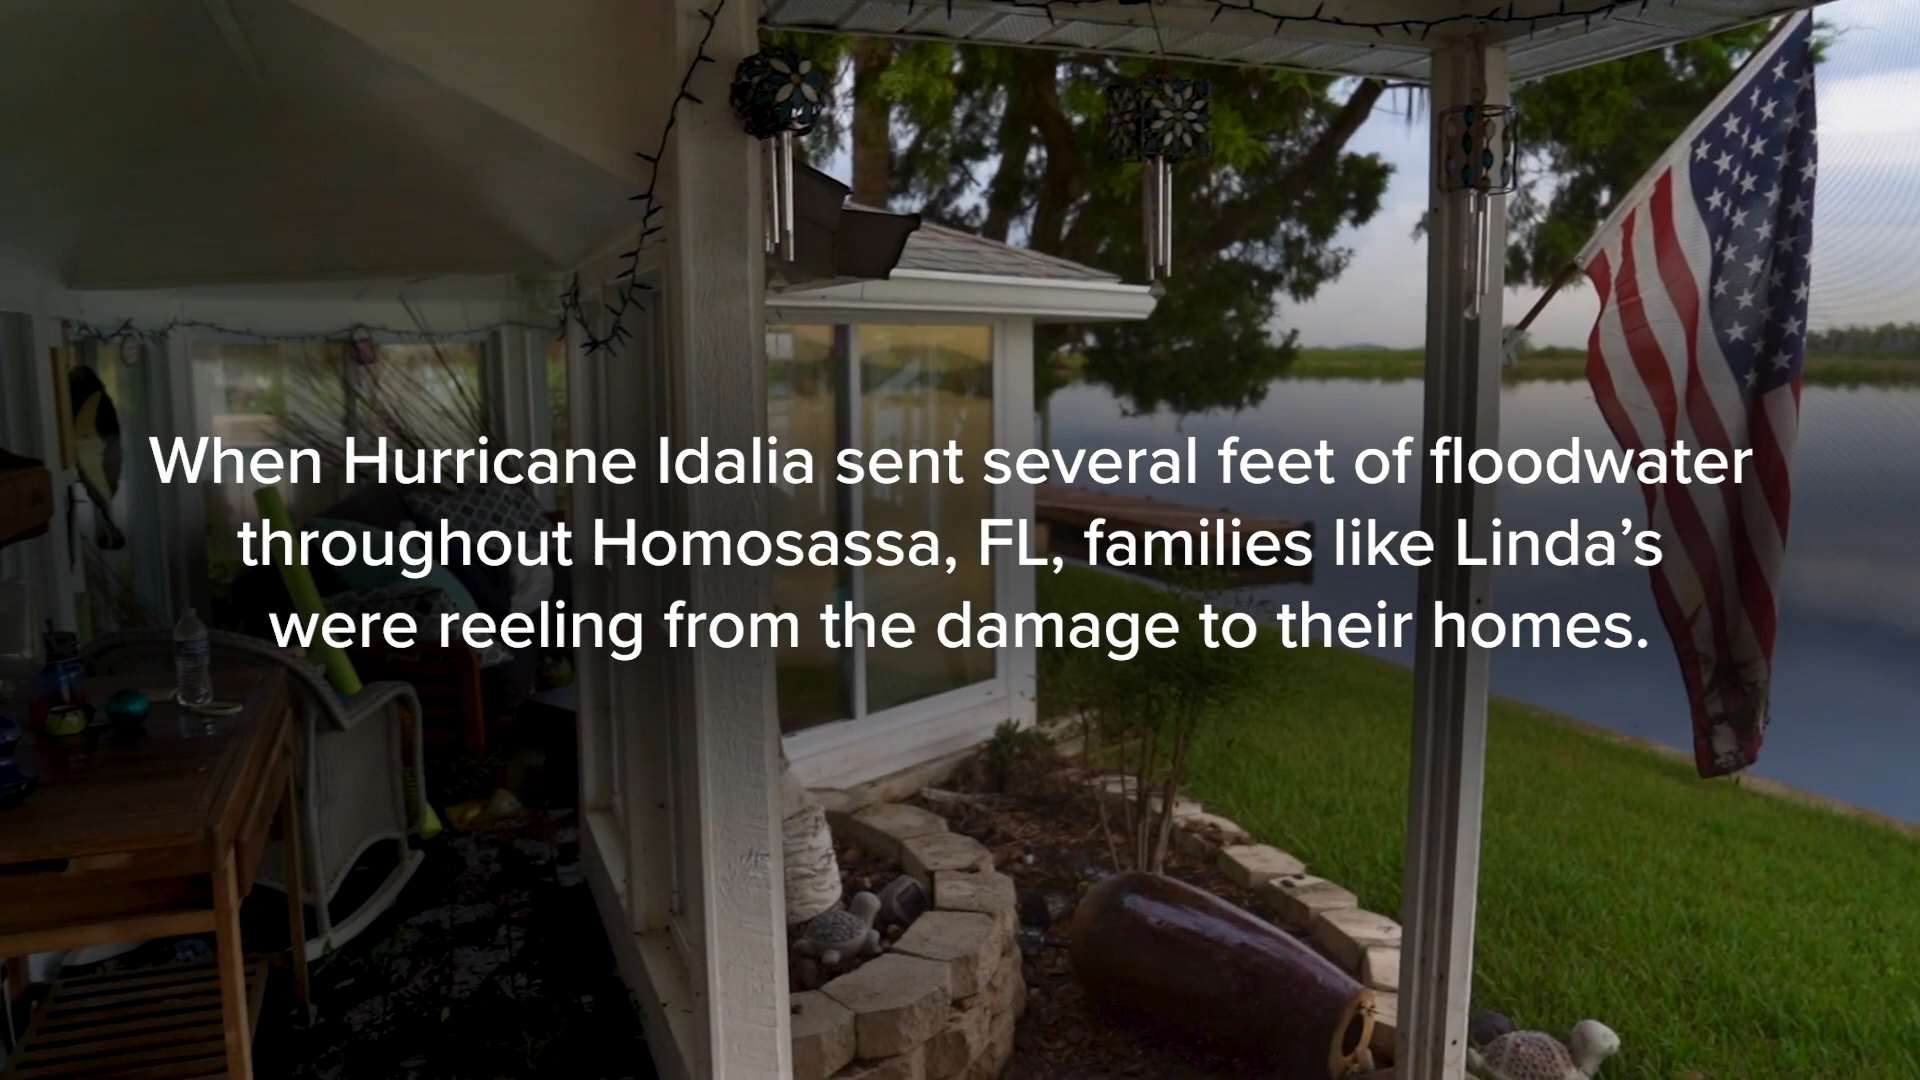 When Hurricane Idalia sent several feet of floodwater
throughout Homosassa, FL, families like Linda’s
were reeling from the damage to their homes.